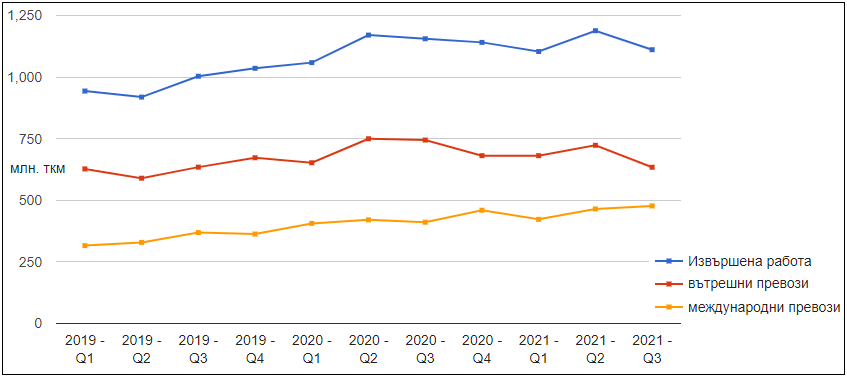 1,250
1,000
750
млн. ткм
500
250
0
Извършена работа
вътрешни превози
международни превози
2019 - Q1
2019 - Q2
2019 - Q3
2019 - Q4
2020 - Q1
2020 - Q2
2020 - Q3
2020 - Q4
2021 - Q1
2021 - Q2
2021 - Q3